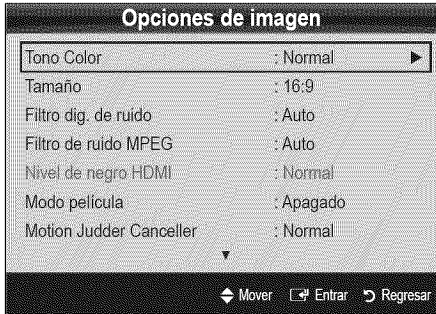 Opciones de imagen
Tono Color : Normal
Tamaño : 16:9
Filtro dig. de ruido : Auto
Filtro de ruido MPEG : Auto
Nivel de negro HDMI : Normal
Modo película : Apagado
Motion Judder Canceller : Normal
Mover Entrar Regresar